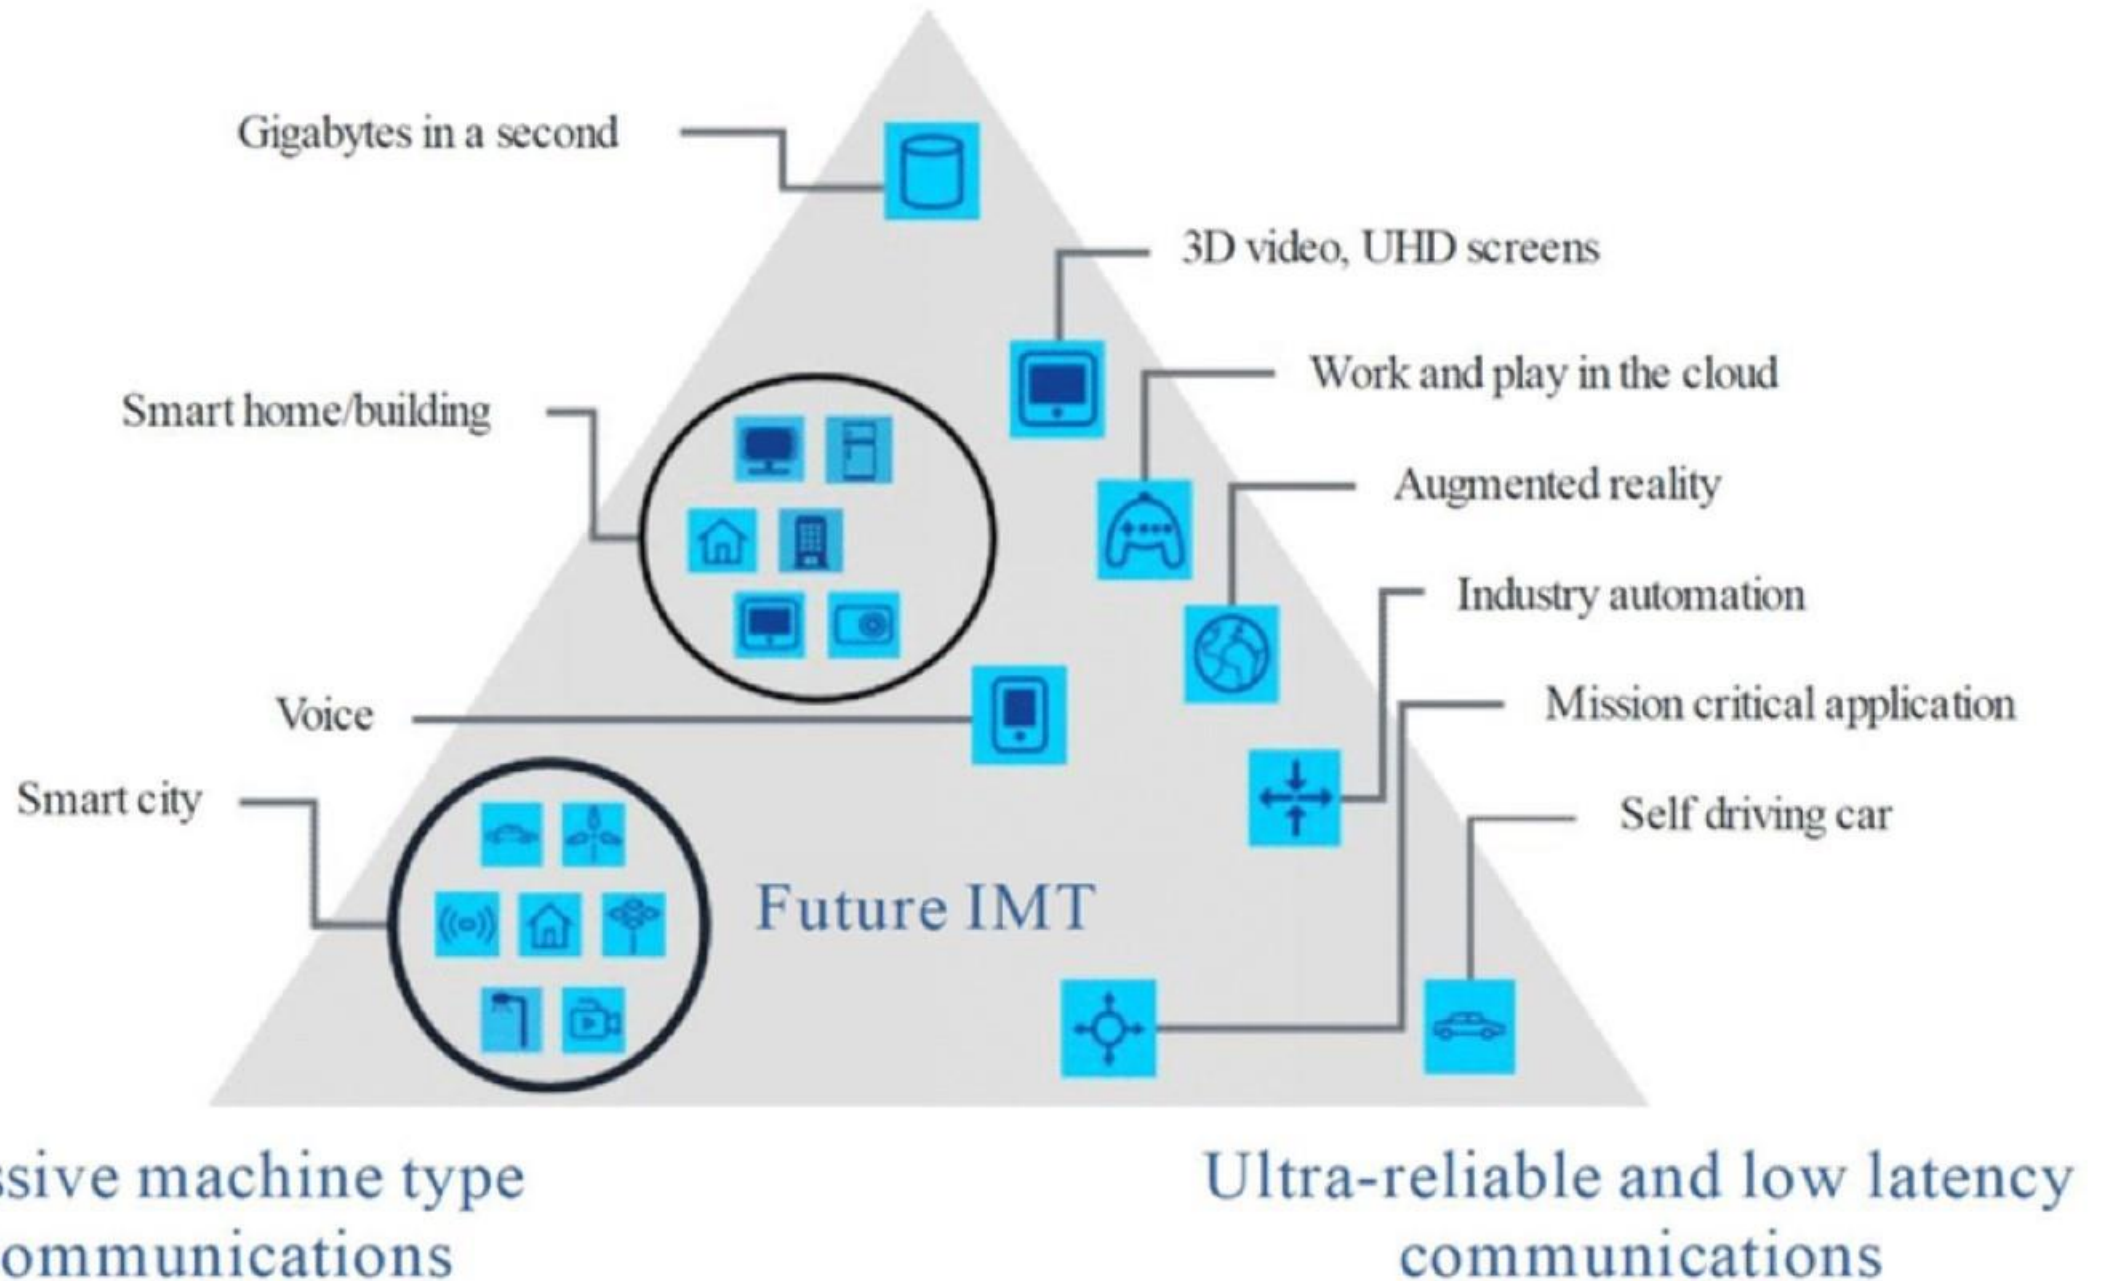 Gigabytes in a second
3D video, UHD screens
Work and play in the cloud
Smart home/building
Augmented reality
Industry automation
Voice
Mission critical application
Smart city
Self driving car
Future IMT
ssive machine type
ommunications
Ultra-reliable and low latency
communications